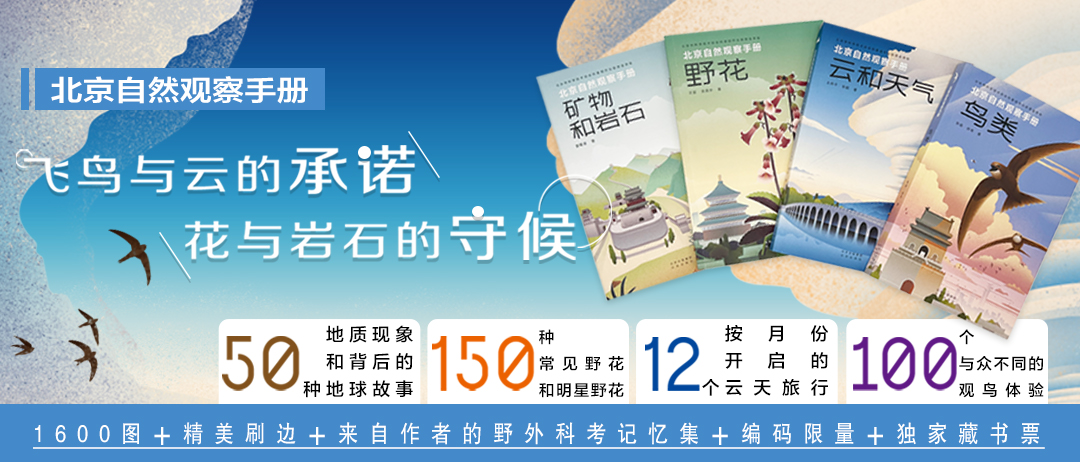 北京自然观察手册
飞鸟与云的承诺
花与岩石的守候
北京自然观察手册
矿物
和岩石
北京自然观察手册
野花
北京自然观察手册
云和天气
北京自然观察手册
鸟类
50
地质现象
和背后的
种地球故事
150
种
常见野花
和明星野花
12
按月份
开启的
个云天旅行
100
个
与众不同的
观鸟体验
1600图+精美刷边+来自作者的野外科考记忆集+编码限量+独家藏书票